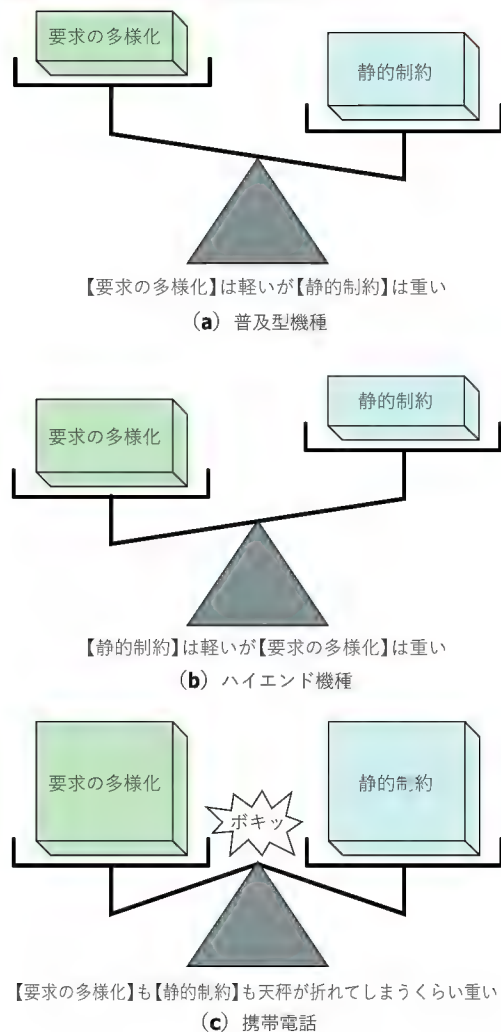 要求の多様化
静的制約
【要求の多様化】は軽いが【静的制約】は重い
(a) 普及型機種
要求の多様化
静的制約
【静的制約】は軽いが【要求の多様化】は重い
(b) ハイエンド機種
要求の多様化
静的制約
ボキッ
【要求の多様化】も【静的制約】も天秤が折れてしまうくらい重い
(c) 携帯電話